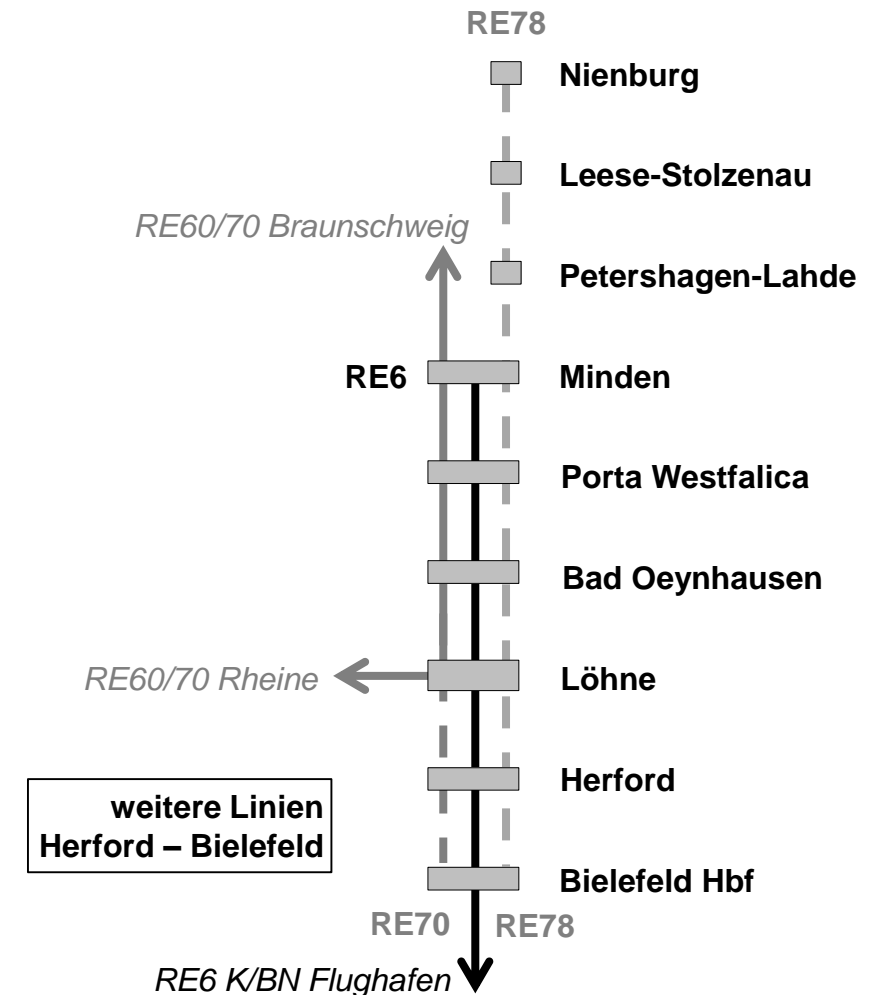 RE78
Nienburg
Leese-Stolzenau
RE60/70 Braunschweig
Petershagen-Lahde
RE6
Minden
Porta Westfalica
Bad Oeynhausen
RE60/70 Rheine
Löhne
Herford
weitere Linien
Herford – Bielefeld
Bielefeld Hbf
RE70
RE78
RE6 K/BN Flughafen